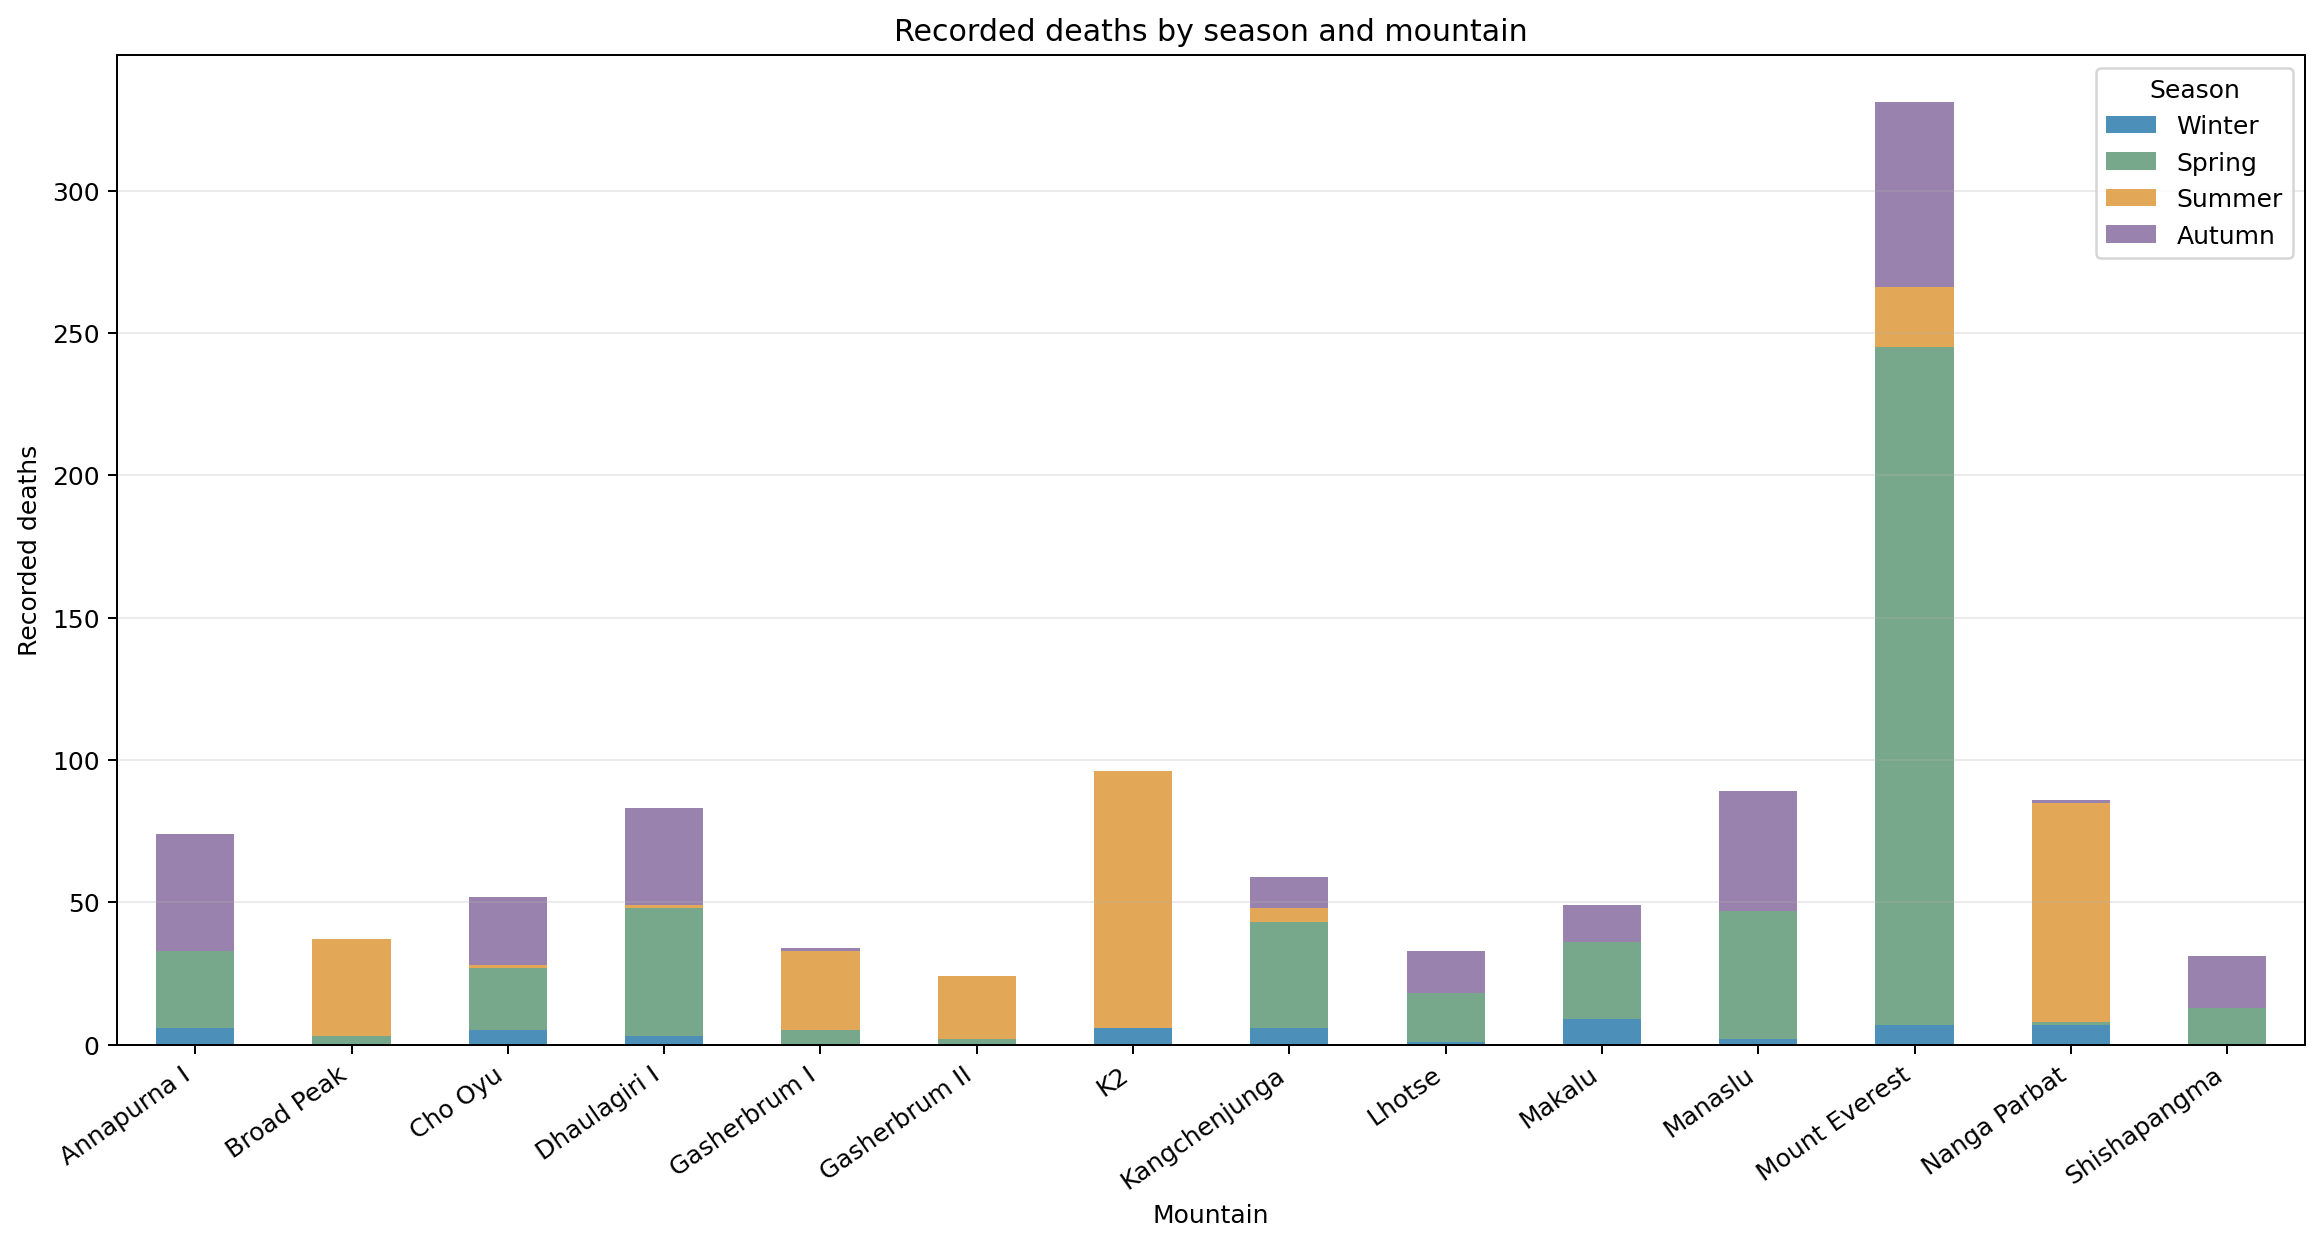 Recorded deaths by season and mountain
Season
Winter
Spring
Summer
Autumn
Recorded deaths
300
250
200
150
100
50
0
Annapurna I
Broad Peak
Cho Oyu
Dhaulagiri I
Gasherbrum I
Gasherbrum II
K2
Kangchenjunga
Lhotse
Makalu
Manaslu
Mount Everest
Nanga Parbat
Shishapangma
Mountain